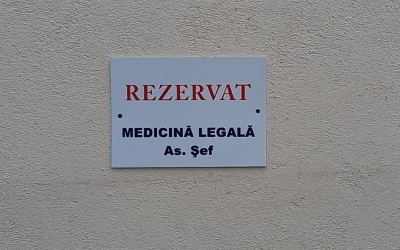 REZERVAT
MEDICINĂ LEGALĂ
As. Şef